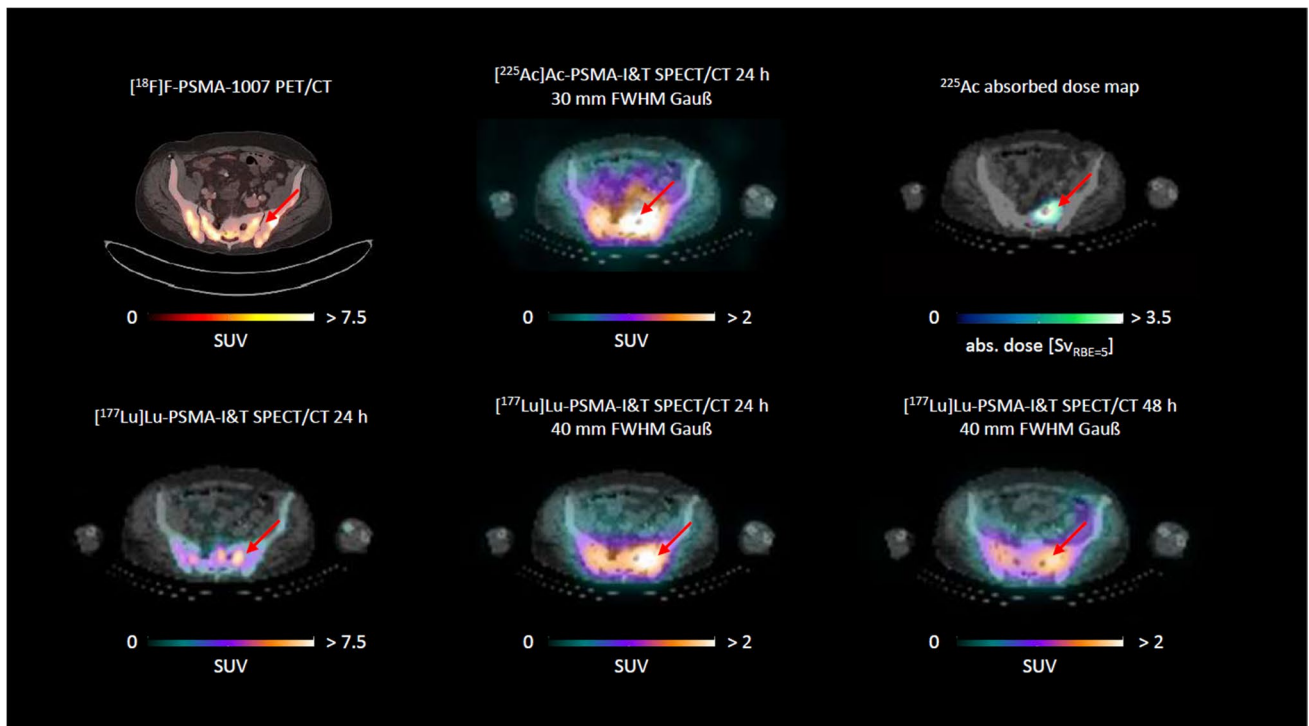 [¹⁸F]F-PSMA-1007 PET/CT
0 > 7.5
SUV
[²²⁵Ac]Ac-PSMA-I&T SPECT/CT 24 h
30 mm FWHM Gauß
0 > 2
SUV
²²⁵Ac absorbed dose map
0 > 3.5
abs. dose [Sv_RBE=5]
[¹⁷⁷Lu]Lu-PSMA-I&T SPECT/CT 24 h
0 > 7.5
SUV
[¹⁷⁷Lu]Lu-PSMA-I&T SPECT/CT 24 h
40 mm FWHM Gauß
0 > 2
SUV
[¹⁷⁷Lu]Lu-PSMA-I&T SPECT/CT 48 h
40 mm FWHM Gauß
0 > 2
SUV